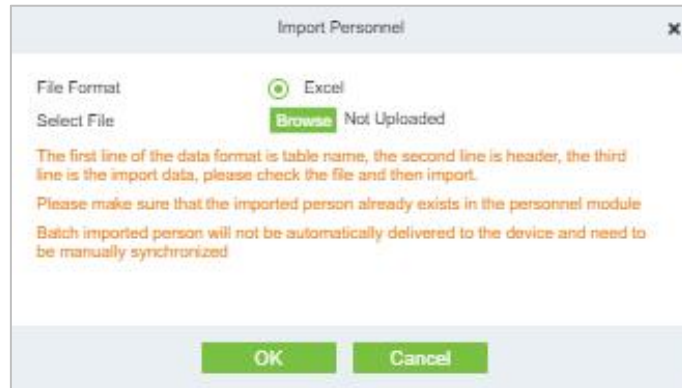 Import Personnel
File Format Excel
Select File Browse Not Uploaded
The first line of the data format is table name, the second line is header, the third
line is the import data, please check the file and then import.
Please make sure that the imported person already exists in the personnel module
Batch imported person will not be automatically delivered to the device and need to
be manually synchronized
OK Cancel